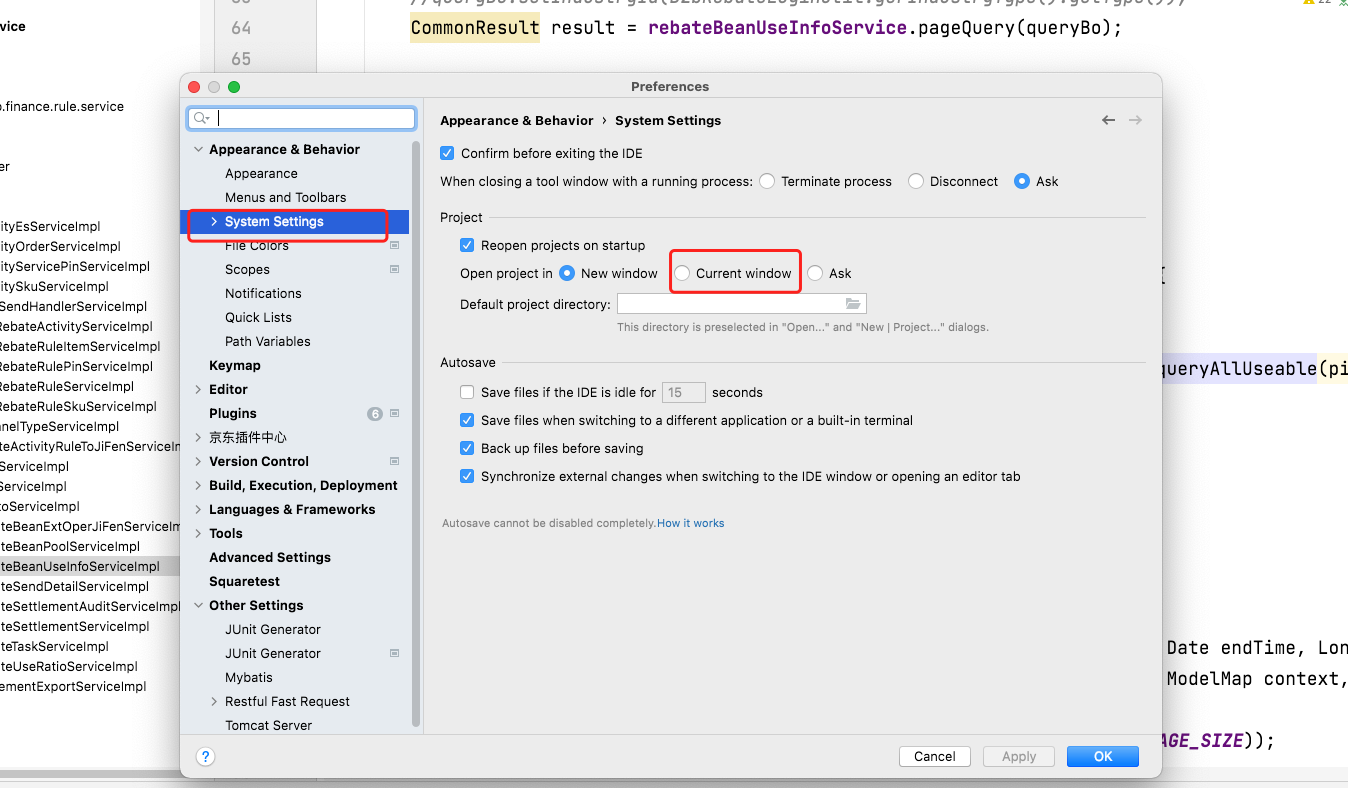 64
CommonResult result = rebateBeanUseInfoService.pageQuery(queryBo);
65
vice
.finance.rule.service
er
ityEsServiceImpl
ityOrderServiceImpl
ityServicePinServiceImpl
itySkuServiceImpl
SendHandlerServiceImpl
RebateActivityServiceImpl
RebateRuleItemServiceImpl
RebateRulePinServiceImpl
RebateRuleServiceImpl
RebateRuleSkuServiceImpl
nelTypeServiceImpl
teActivityRuleToJiFenServiceIm
ServiceImpl
ServiceImpl
toServiceImpl
teBeanExtOperJiFenServiceIm
teBeanPoolServiceImpl
teBeanUseInfoServiceImpl
teSendDetailServiceImpl
teSettlementAuditServiceImpl
teSettlementServiceImpl
teTaskServiceImpl
teUseRatioServiceImpl
ementExportServiceImpl
Preferences
Appearance & Behavior
Appearance
Menus and Toolbars
System Settings
File Colors
Scopes
Notifications
Quick Lists
Path Variables
Keymap
Editor
Plugins 6
京东插件中心
Version Control
Build, Execution, Deployment
Languages & Frameworks
Tools
Advanced Settings
Squaretest
Other Settings
JUnit Generator
JUnit Generator
Mybatis
Restful Fast Request
Tomcat Server
Appearance & Behavior › System Settings
Confirm before exiting the IDE
When closing a tool window with a running process: Terminate process Disconnect Ask
Project
Reopen projects on startup
Open project in New window Current window Ask
Default project directory:
This directory is preselected in "Open..." and "New | Project..." dialogs.
Autosave
Save files if the IDE is idle for 15 seconds
Save files when switching to a different application or a built-in terminal
Back up files before saving
Synchronize external changes when switching to the IDE window or opening an editor tab
Autosave cannot be disabled completely.How it works
?
Cancel Apply OK
{
queryAllUseable(pi
Date endTime, Lon
ModelMap context,
AGE_SIZE));